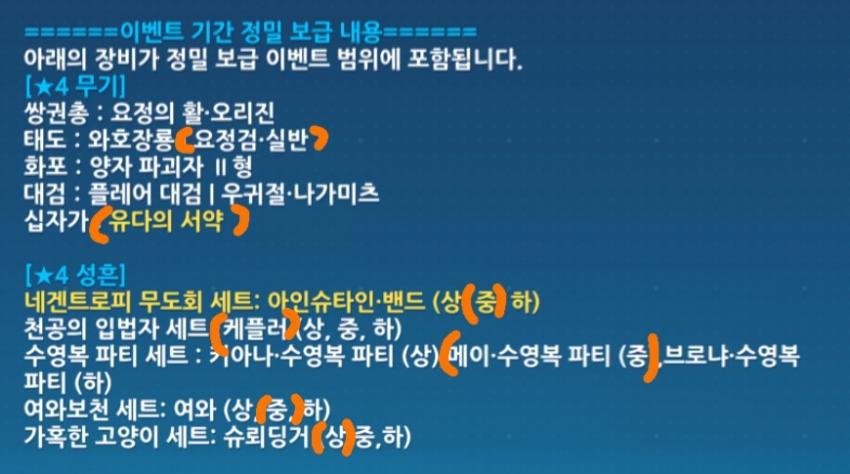 ======이벤트 기간 정밀 보급 내용======
아래의 장비가 정밀 보급 이벤트 범위에 포함됩니다.
[★4 무기]
쌍권총 : 요정의 활·오리진
태도 : 와호장룡 요정검·실반
화포 : 양자 파괴자 II형
대검 : 플레어 대검 | 우귀절·나가미츠
십자가 유다의 서약
[★4 성흔]
네겐트로피 무도회 세트: 아인슈타인·밴드 (상 중 하)
천공의 입법자 세트 케플러 (상, 중, 하)
수영복 파티 세트 : 키아나·수영복 파티 (상) 메이·수영복 파티 (중),브로냐·수영복
파티 (하)
여와보천 세트: 여와 (상, 중, 하)
가혹한 고양이 세트: 슈뢰딩거 (상 중,하)